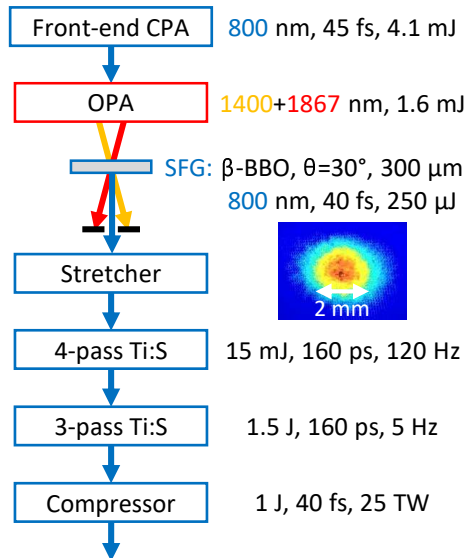 Front-end CPA 800 nm, 45 fs, 4.1 mJ
OPA 1400+1867 nm, 1.6 mJ
SFG: β-BBO, θ=30°, 300 μm
800 nm, 40 fs, 250 μJ
Stretcher
2 mm
4-pass Ti:S 15 mJ, 160 ps, 120 Hz
3-pass Ti:S 1.5 J, 160 ps, 5 Hz
Compressor 1 J, 40 fs, 25 TW